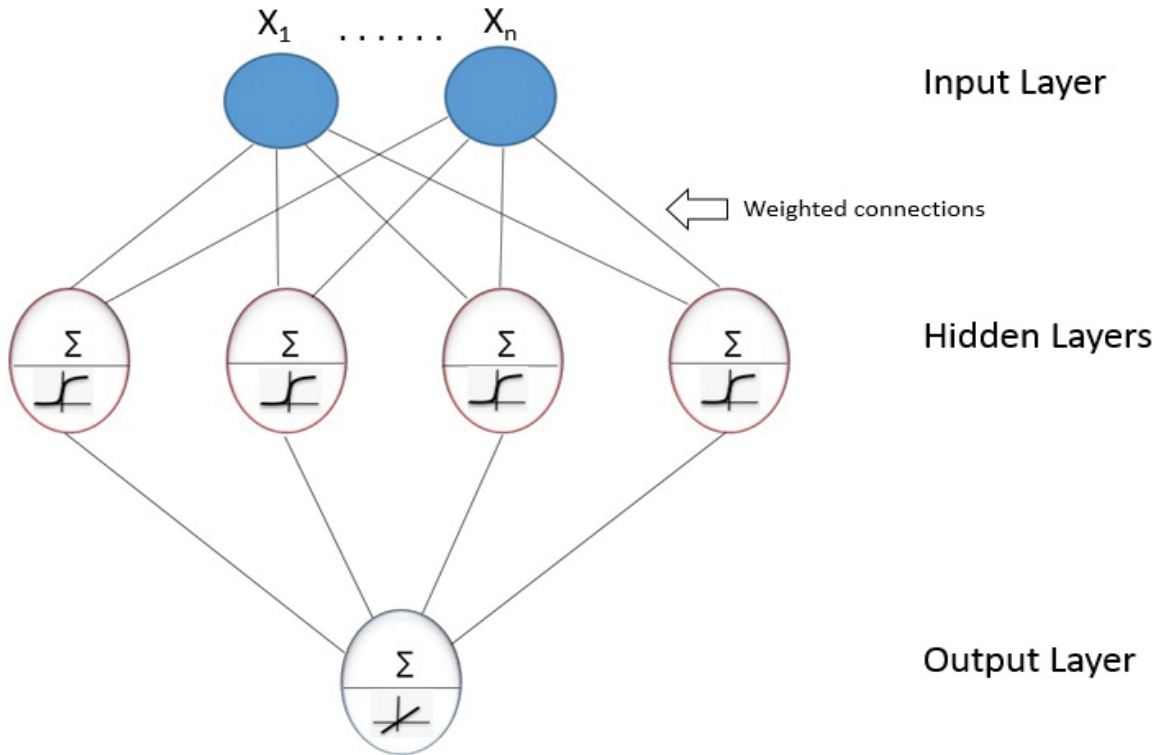 X₁ ...... Xₙ
Input Layer
Weighted connections
Σ Σ Σ Σ
Hidden Layers
Σ
Output Layer